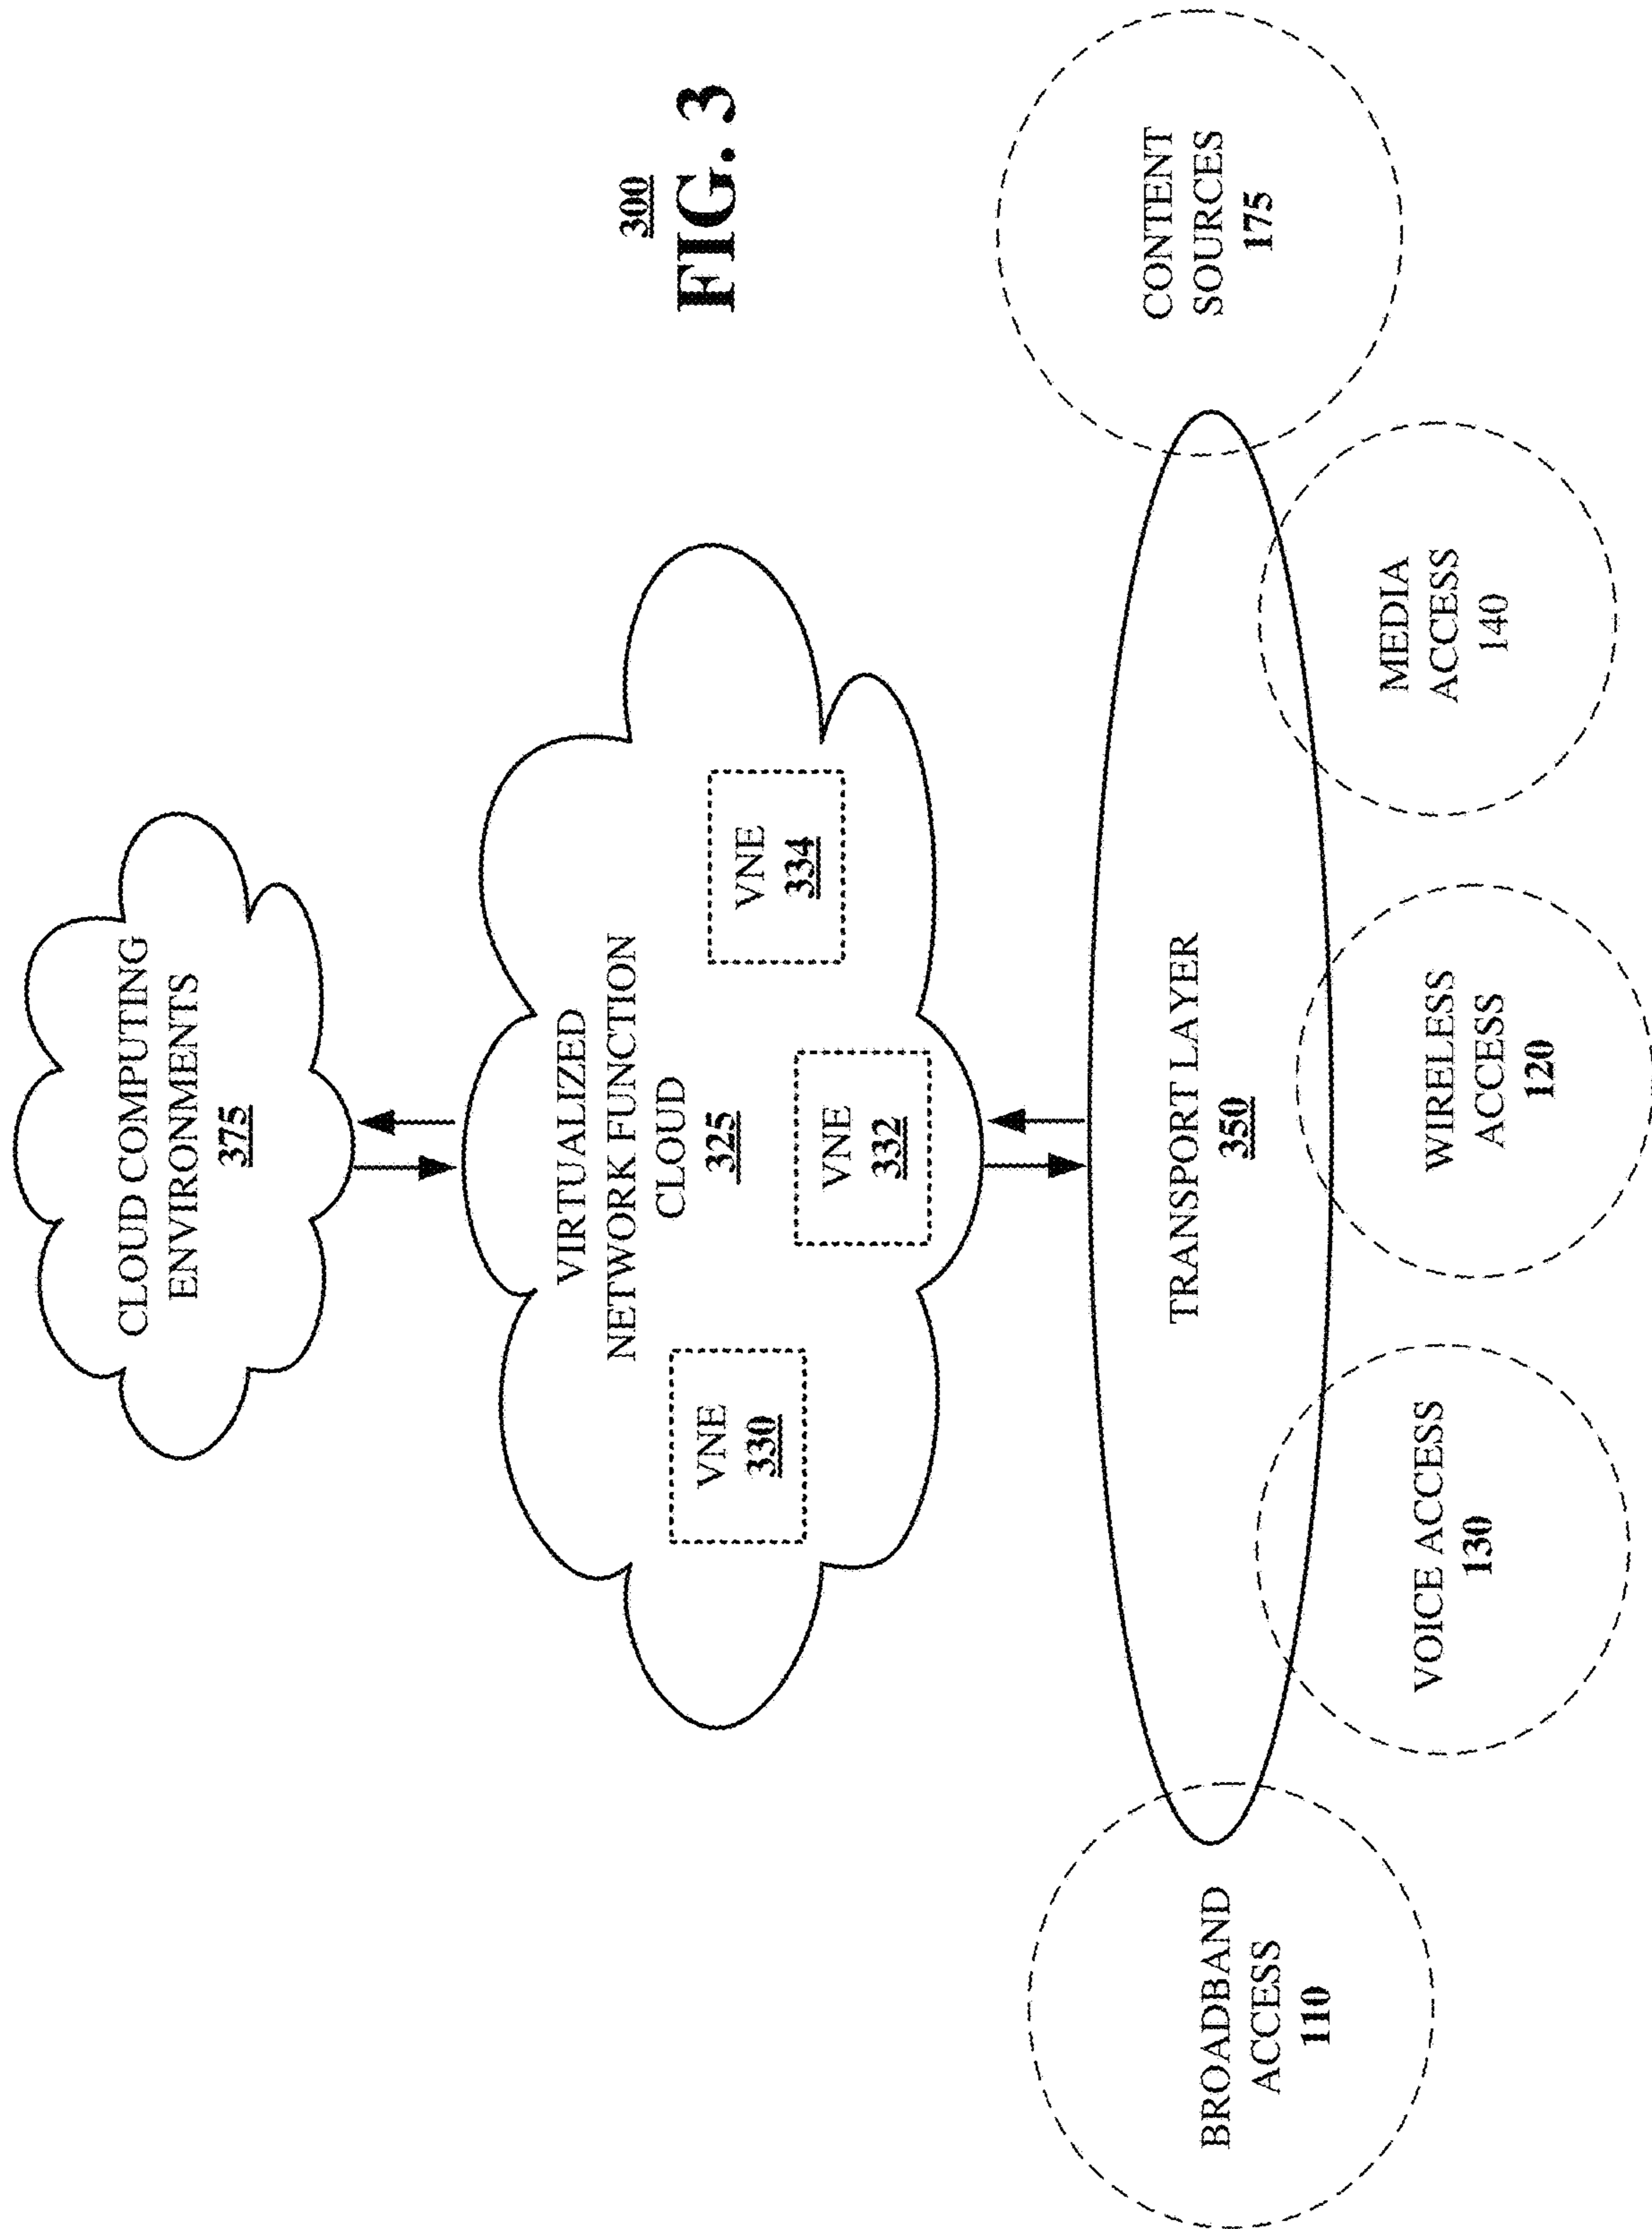 CLOUD COMPUTING
ENVIRONMENTS
375
VIRTUALIZED
NETWORK FUNCTION
CLOUD
325
VNE
330
VNE
332
VNE
334
300
FIG. 3
TRANSPORT LAYER
350
BROADBAND
ACCESS
110
VOICE ACCESS
130
WIRELESS
ACCESS
120
MEDIA
ACCESS
140
CONTENT
SOURCES
175